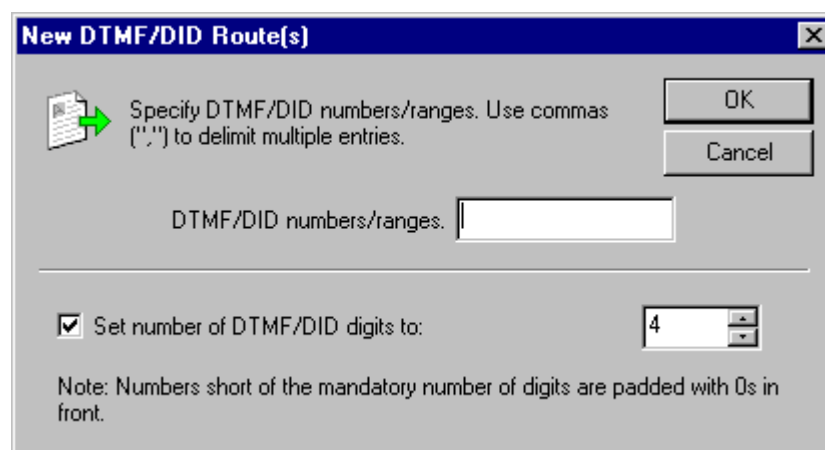 New DTMF/DID Route(s)
Specify DTMF/DID numbers/ranges. Use commas
(",") to delimit multiple entries.
OK
Cancel
DTMF/DID numbers/ranges.
Set number of DTMF/DID digits to:
4
Note: Numbers short of the mandatory number of digits are padded with 0s in
front.